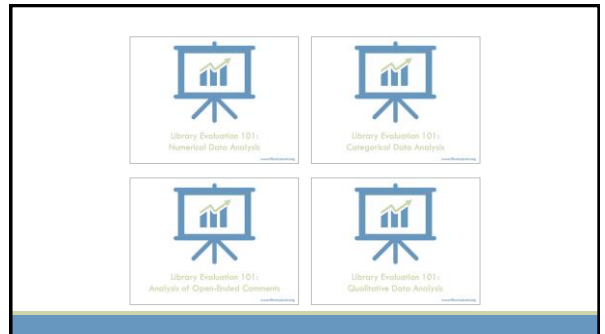 Library Evaluation 101:
Numerical Data Analysis
Library Evaluation 101:
Categorical Data Analysis
Library Evaluation 101:
Analysis of Open-Ended Comments
Library Evaluation 101:
Qualitative Data Analysis